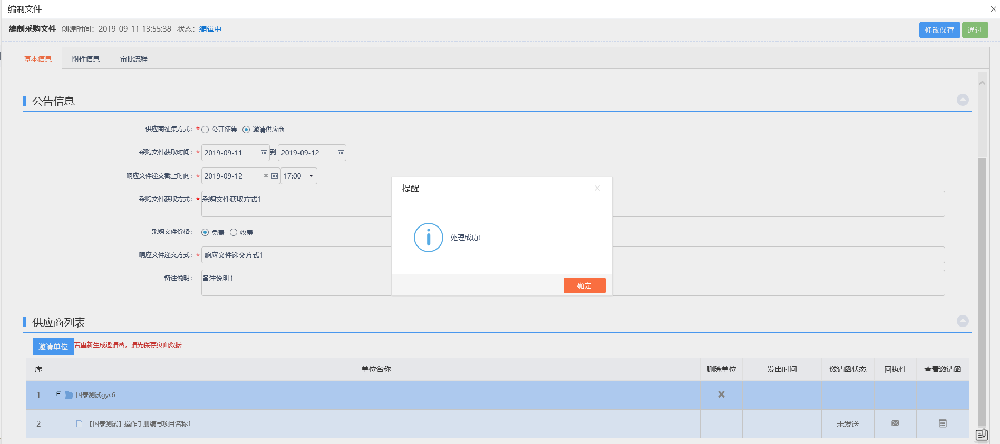 编制文件
编制采购文件 创建时间：2019-09-11 13:55:38 状态：编辑中 修改保存 通过
基本信息 附件信息 审批流程
公告信息
供应商征集方式：* 公开征集 邀请供应商
采购文件获取时间：* 2019-09-11 到 2019-09-12
响应文件递交截止时间：* 2019-09-12 17:00
采购文件获取方式：* 采购文件获取方式1
采购文件价格： 免费 收费
响应文件递交方式：* 响应文件递交方式1
备注说明： 备注说明1
提醒
处理成功！
确定
供应商列表
邀请单位 若重新生成邀请函，请先保存页面数据
序 单位名称 删除单位 发出时间 邀请函状态 回执件 查看邀请函
1 国泰测试gys6
2 【国泰测试】操作手册编写项目名称1 未发送